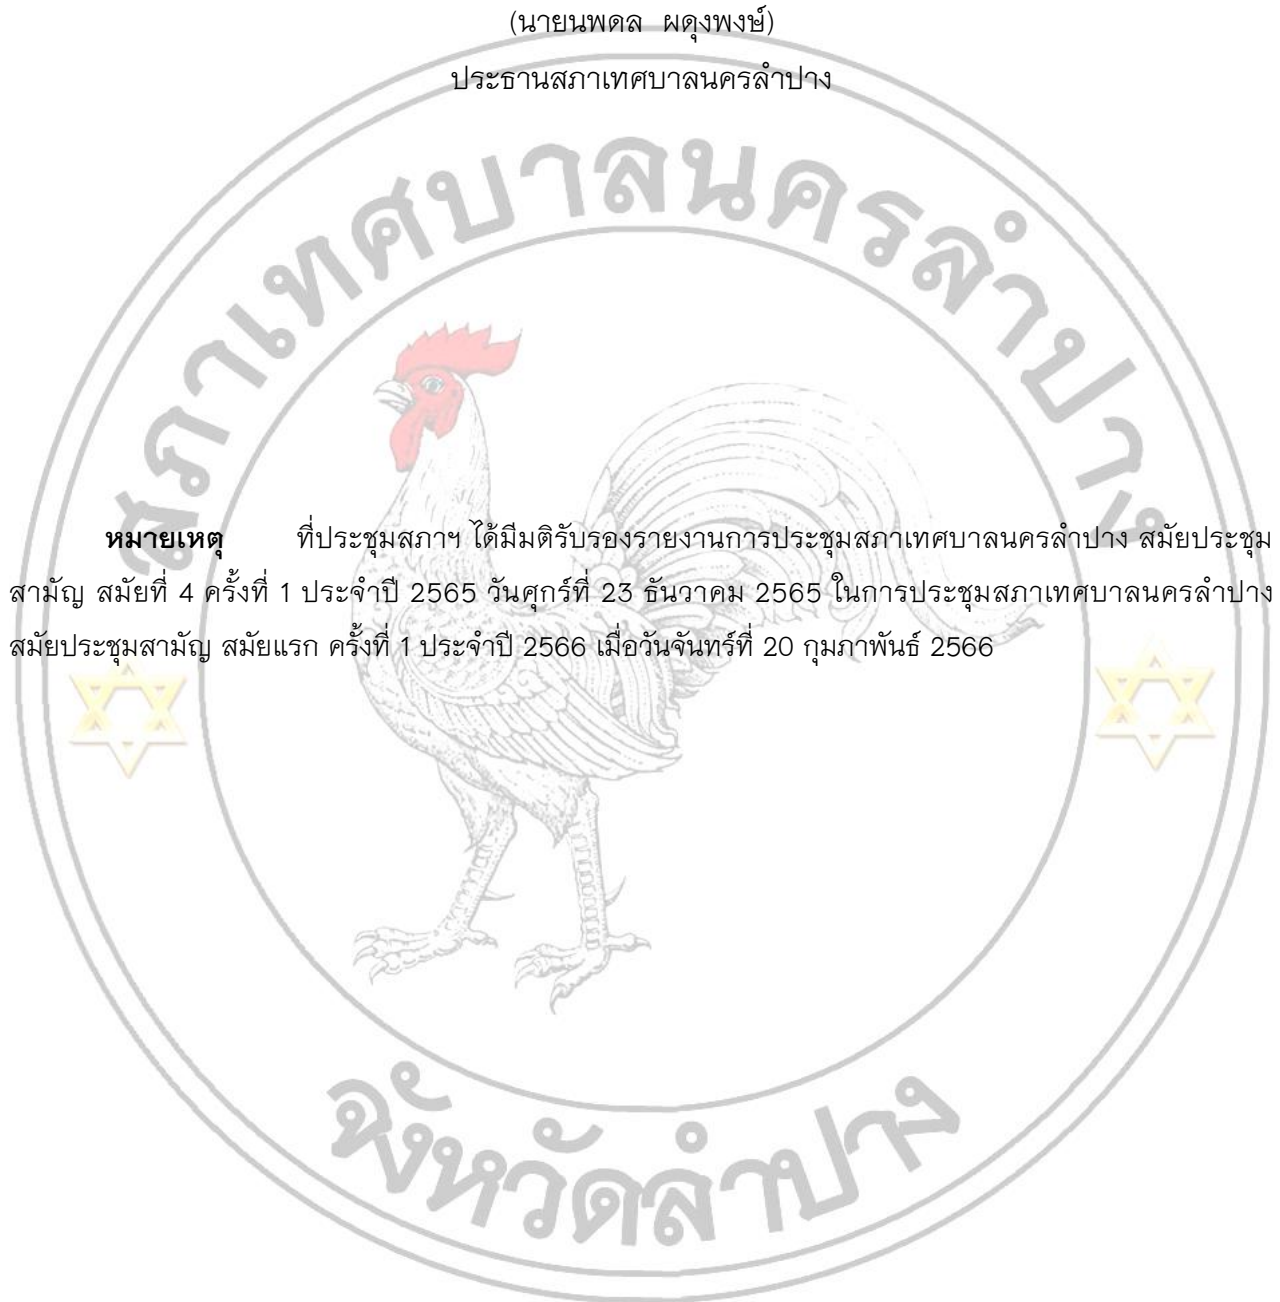 (นายนพดล ผดุงพงษ์)
ประธานสภาเทศบาลนครลำปาง
สภาเทศบาลนครลำปาง
หมายเหตุ ที่ประชุมสภาฯ ได้มีมติรับรองรายงานการประชุมสภาเทศบาลนครลำปาง สมัยประชุม
สามัญ สมัยที่ 4 ครั้งที่ 1 ประจำปี 2565 วันศุกร์ที่ 23 ธันวาคม 2565 ในการประชุมสภาเทศบาลนครลำปาง
สมัยประชุมสามัญ สมัยแรก ครั้งที่ 1 ประจำปี 2566 เมื่อวันจันทร์ที่ 20 กุมภาพันธ์ 2566
จังหวัดลำปาง